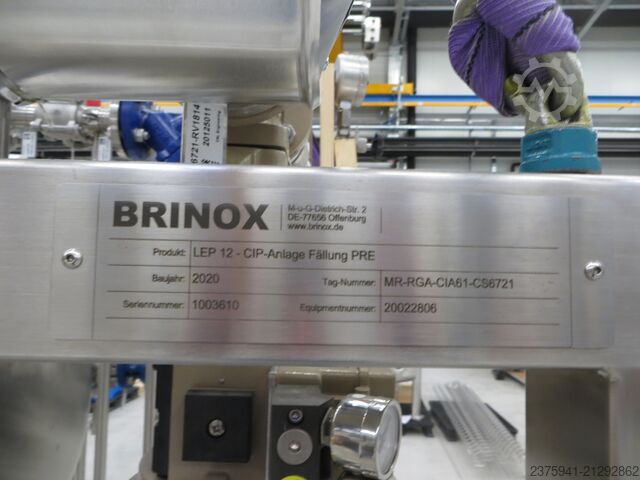 6721-RV1814
20125011
BRINOX
M-u-G-Dietrich-Str. 2
DE-77656 Offenburg
www.brinox.de
Produkt: LEP 12 - CIP-Anlage Fällung PRE
Baujahr: 2020 Tag-Nummer: MR-RGA-CIA61-CS6721
Seriennummer: 1003610 Equipmentnummer: 20022806
2375941-21292862